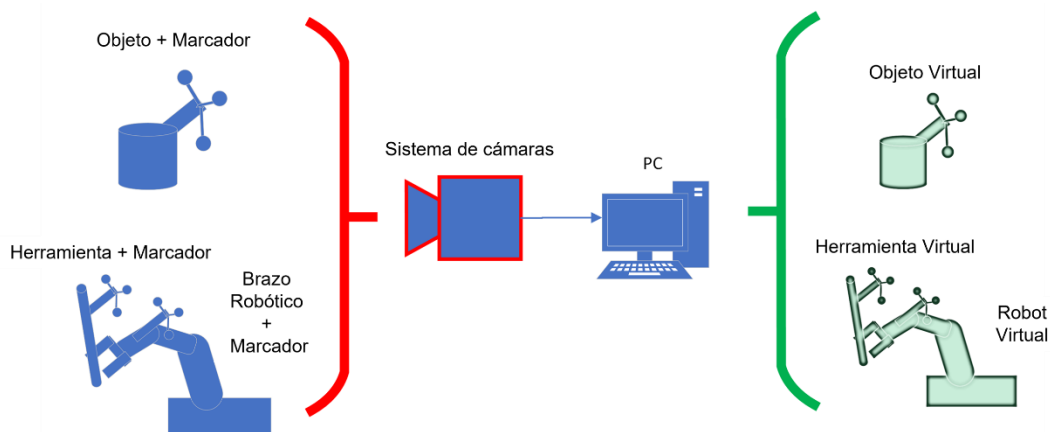 Objeto + Marcador
Herramienta + Marcador
Brazo
Robótico
+
Marcador
Sistema de cámaras
PC
Objeto Virtual
Herramienta Virtual
Robot
Virtual